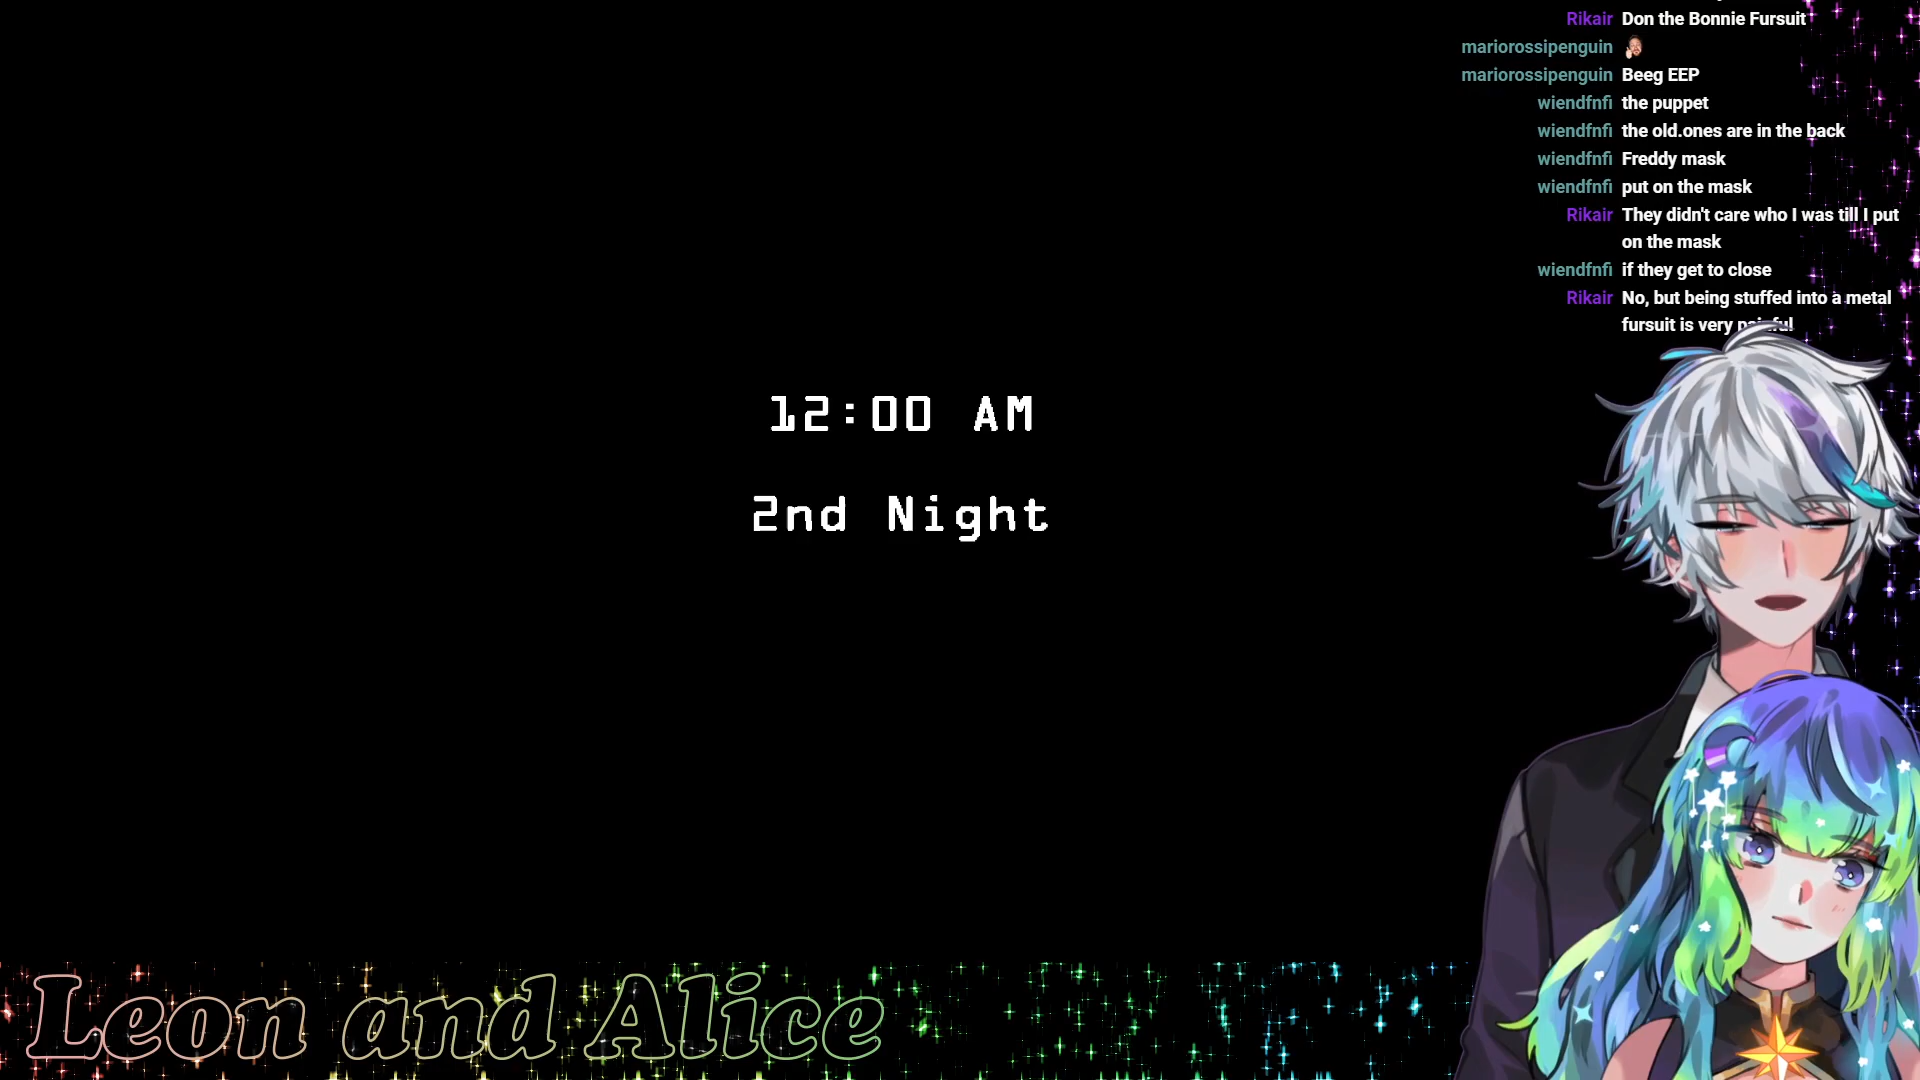 Rikair Don the Bonnie Fursuit
mariorossipenguin
mariorossipenguin Beeg EEP
wiendfnfi the puppet
wiendfnfi the old.ones are in the back
wiendfnfi Freddy mask
wiendfnfi put on the mask
Rikair They didn't care who I was till I put
on the mask
wiendfnfi if they get to close
Rikair No, but being stuffed into a metal
fursuit is very painful
12:00 AM
2nd Night
Leon and Alice